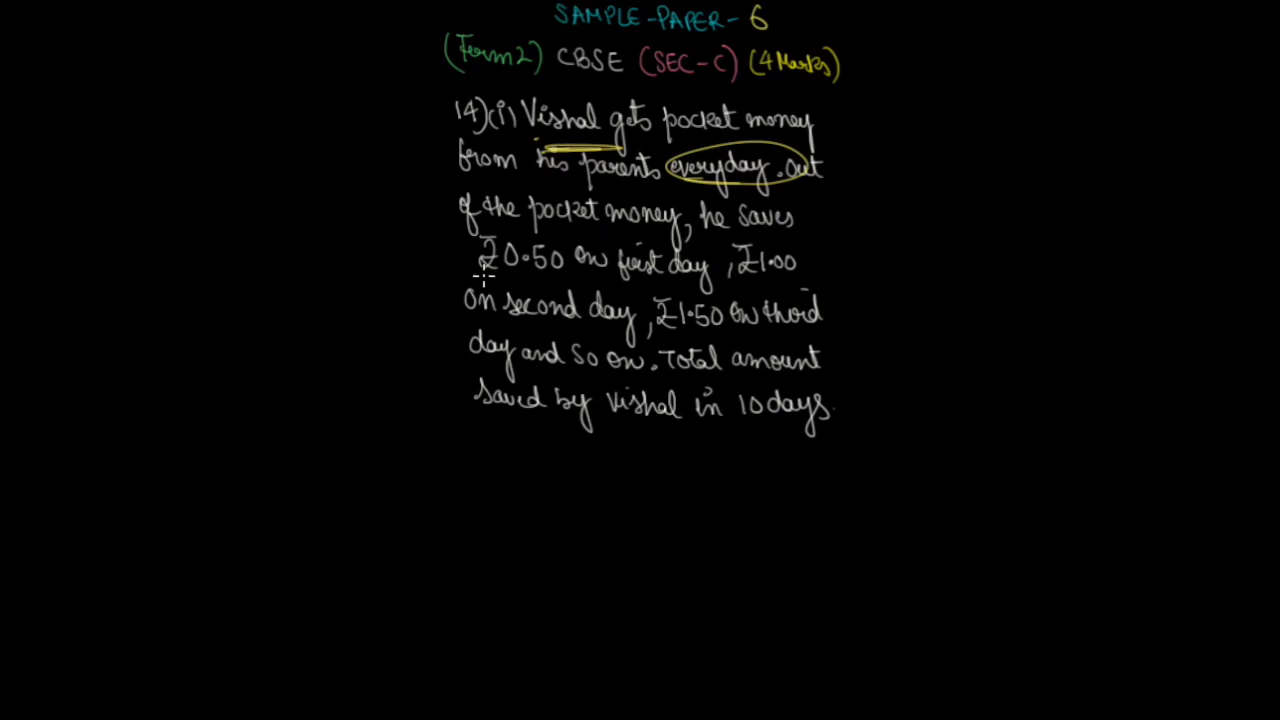 SAMPLE-PAPER-6
(Term2) CBSE (SEC-C) (4 Marks)
14)(i) Vishal gets pocket money
from his parents everyday. out
of the pocket money, he saves
₹0.50 on first day, ₹1.00
on second day, ₹1.50 on third
day and so on. Total amount
saved by vishal in 10 days.